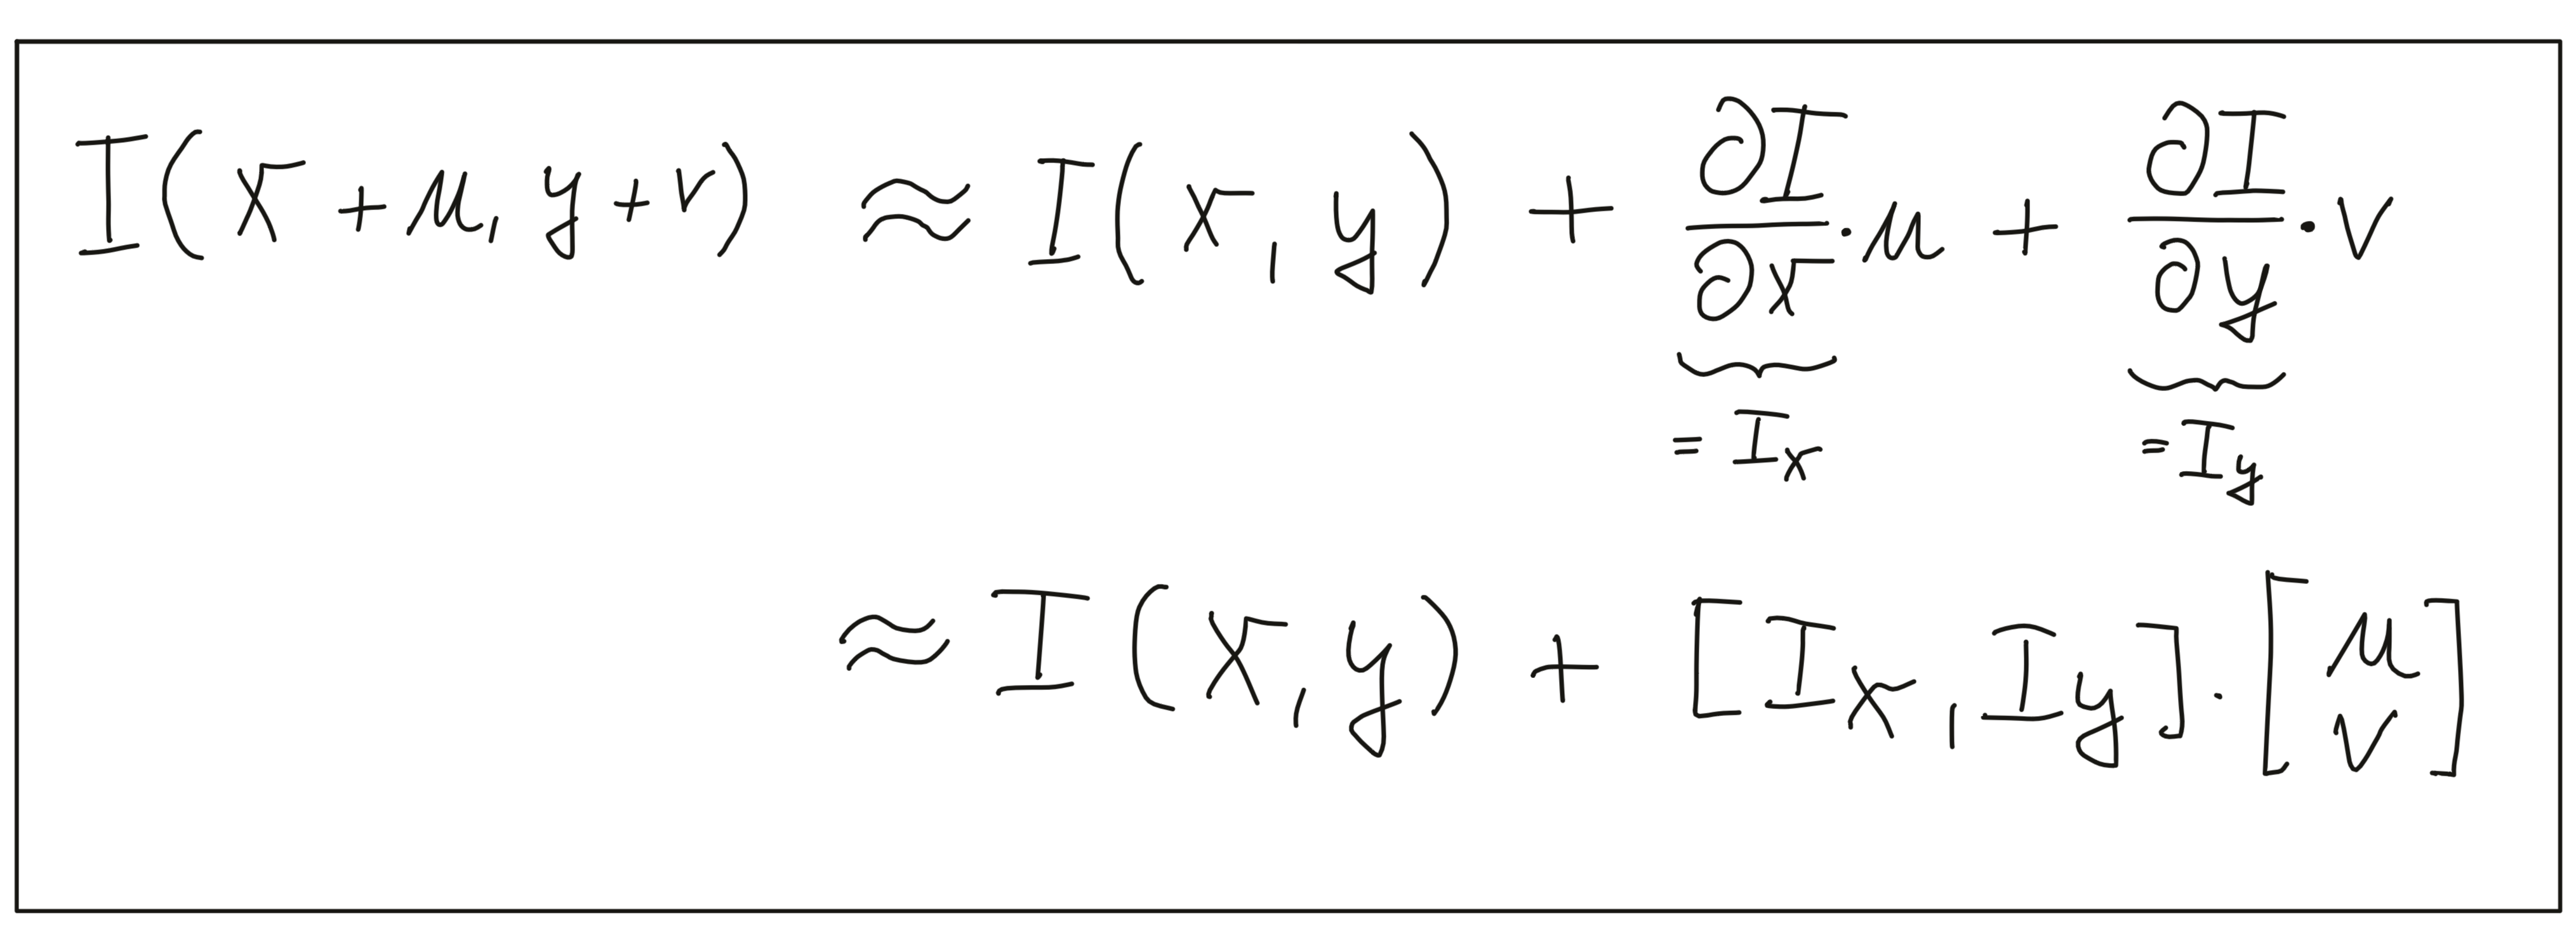 I(x + u, y + v) ≈ I(x, y) + ∂I/∂x · u + ∂I/∂y · v
= I_x = I_y
≈ I(x, y) + [I_x, I_y] · [u v]